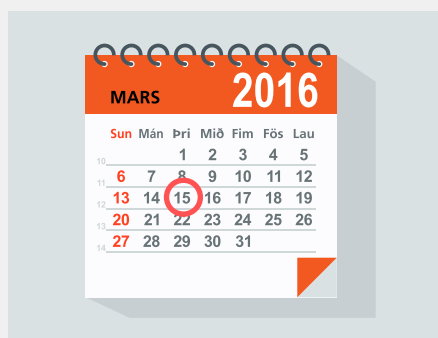 MARS 2016
Sun Mán Þri Mið Fim Fös Lau
10 1 2 3 4 5
11 6 7 8 9 10 11 12
12 13 14 15 16 17 18 19
13 20 21 22 23 24 25 26
14 27 28 29 30 31